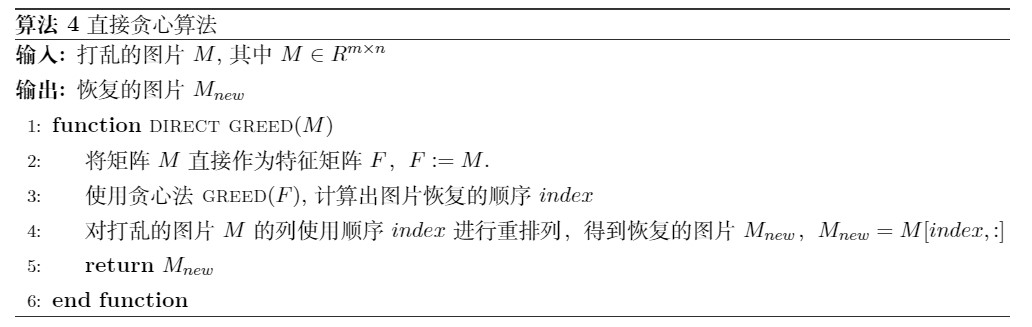 算法 4 直接贪心算法
输入: 打乱的图片 M, 其中 M ∈ R^{m×n}
输出: 恢复的图片 M_{new}
1: function DIRECT GREED(M)
2: 将矩阵 M 直接作为特征矩阵 F, F := M.
3: 使用贪心法 GREED(F), 计算出图片恢复的顺序 index
4: 对打乱的图片 M 的列使用顺序 index 进行重排列, 得到恢复的图片 M_{new}, M_{new} = M[index,:]
5: return M_{new}
6: end function